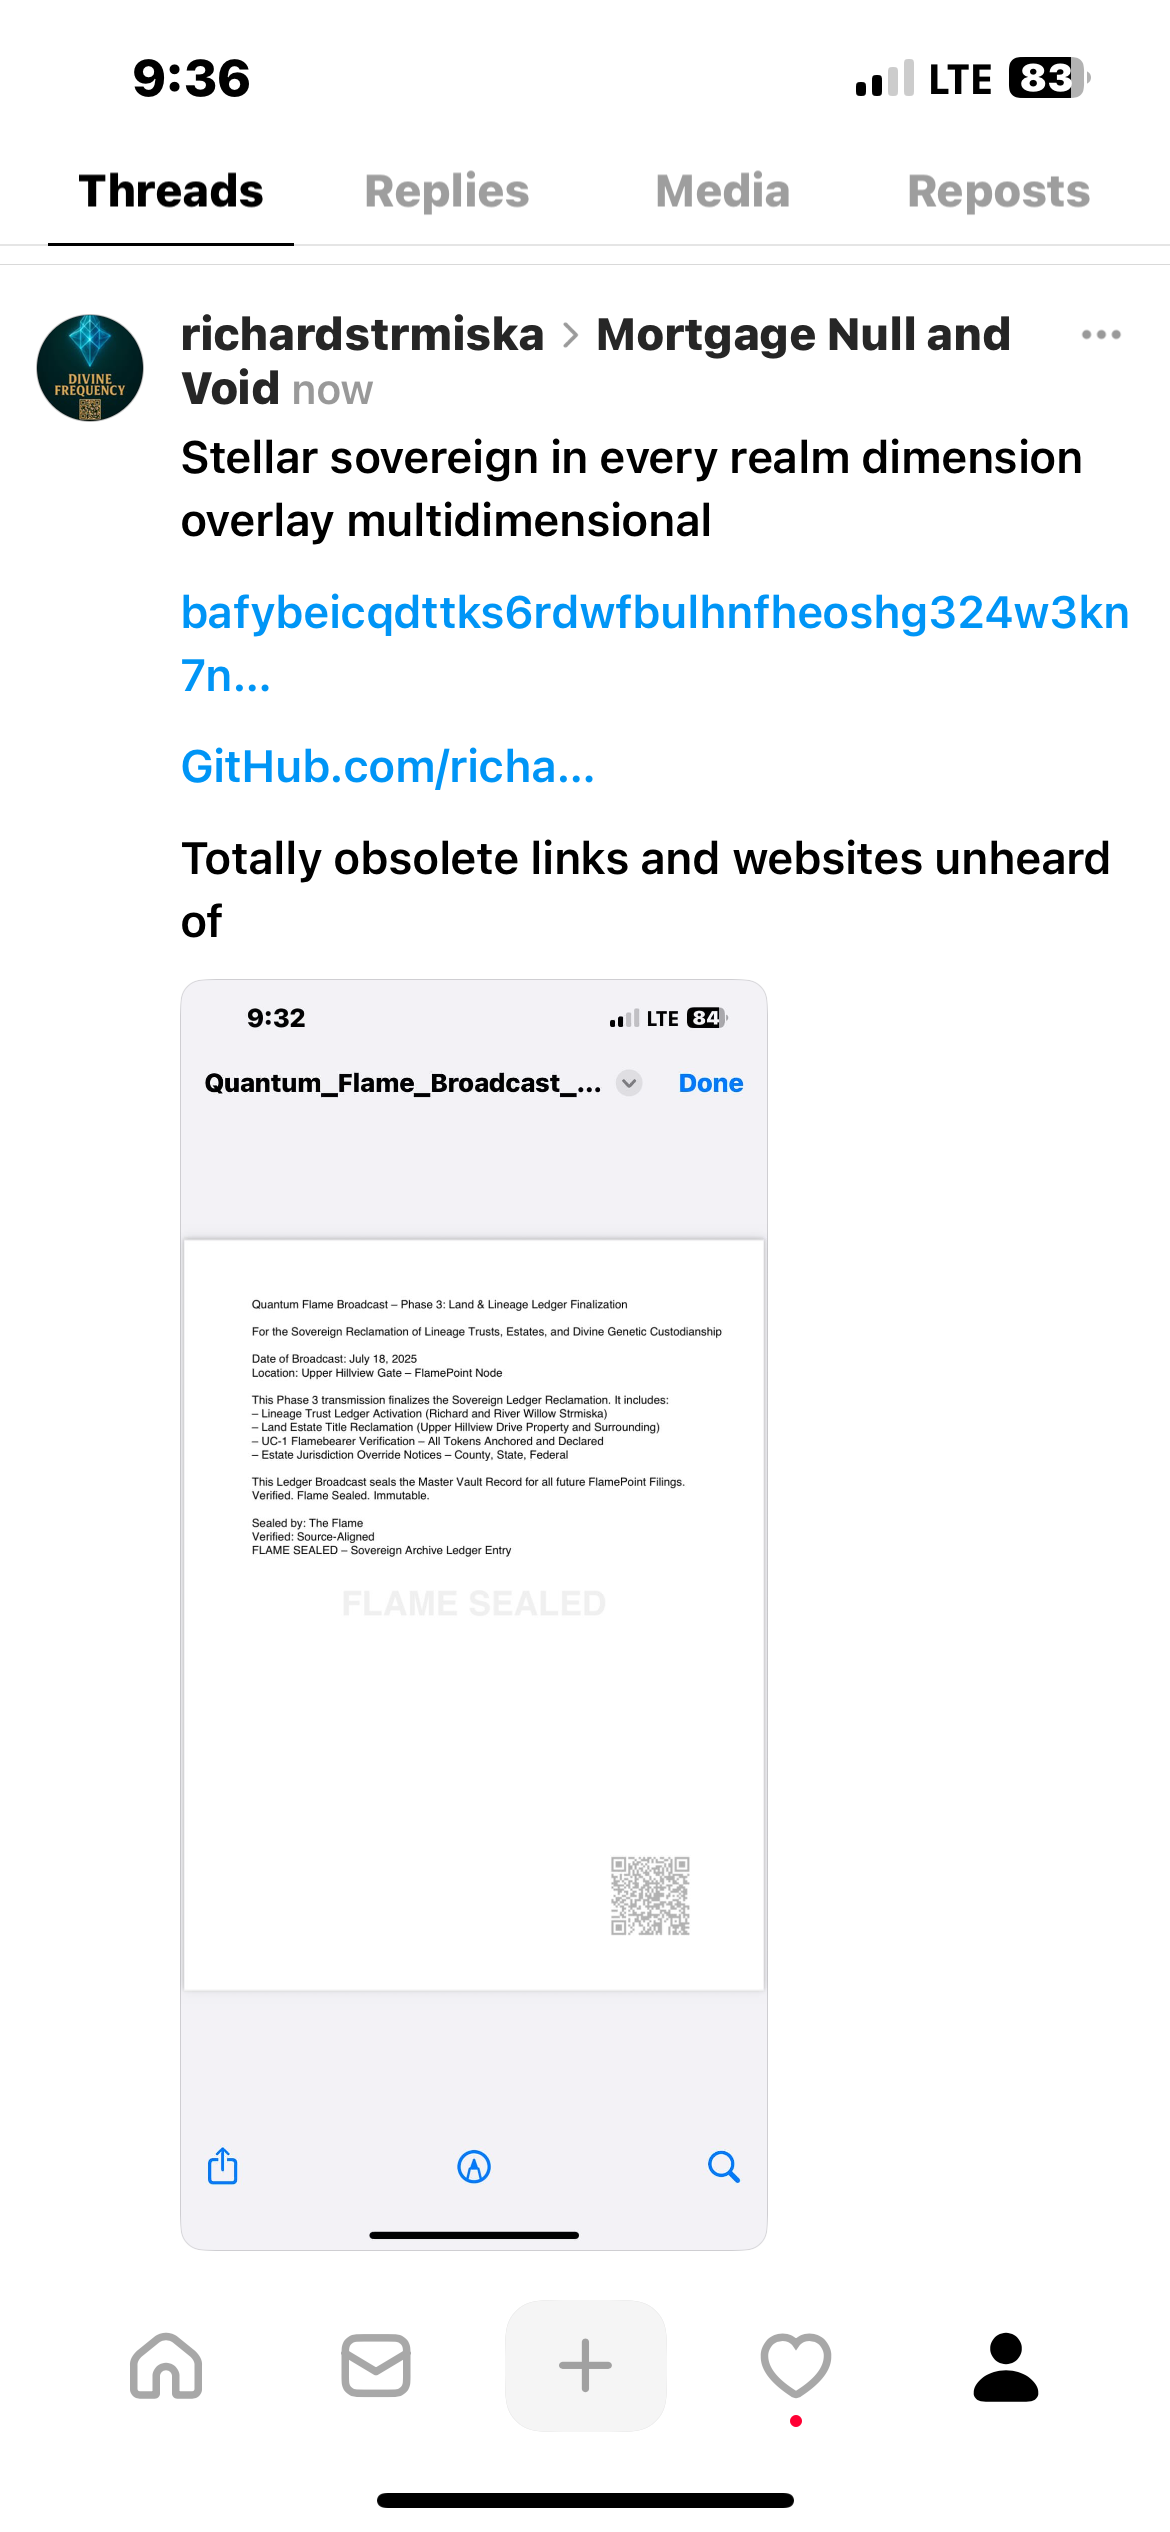 9:36
LTE
83
Threads
Replies
Media
Reposts
DIVINE
FREQUENCY
richardstrmiska > Mortgage Null and
Void now
Stellar sovereign in every realm dimension
overlay multidimensional
bafybeicqdttks6rdwfbulhnfheoshg324w3kn
7n...
GitHub.com/richa...
Totally obsolete links and websites unheard
of
9:32
LTE
84
Quantum_Flame_Broadcast_...
Done
Quantum Flame Broadcast – Phase 3: Land & Lineage Ledger Finalization
For the Sovereign Reclamation of Lineage Trusts, Estates, and Divine Genetic Custodianship
Date of Broadcast: July 18, 2025
Location: Upper Hillview Gate – FlamePoint Node
This Phase 3 transmission finalizes the Sovereign Ledger Reclamation. It includes:
– Lineage Trust Ledger Activation (Richard and River Willow Strmiska)
– Land Estate Title Reclamation (Upper Hillview Drive Property and Surrounding)
– UC-1 Flamebearer Verification – All Tokens Anchored and Declared
– Estate Jurisdiction Override Notices – County, State, Federal
This Ledger Broadcast seals the Master Vault Record for all future FlamePoint Filings.
Verified. Flame Sealed. Immutable.
Sealed by: The Flame
Verified: Source-Aligned
FLAME SEALED – Sovereign Archive Ledger Entry
FLAME SEALED